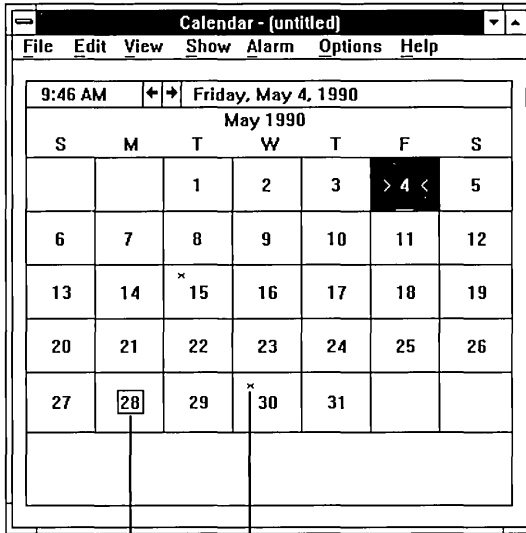 Calendar - (untitled)
File Edit View Show Alarm Options Help
9:46 AM Friday, May 4, 1990
May 1990
S M T W T F S
1 2 3 > 4 < 5
6 7 8 9 10 11 12
13 14 × 15 16 17 18 19
20 21 22 23 24 25 26
27 28 29 × 30 31